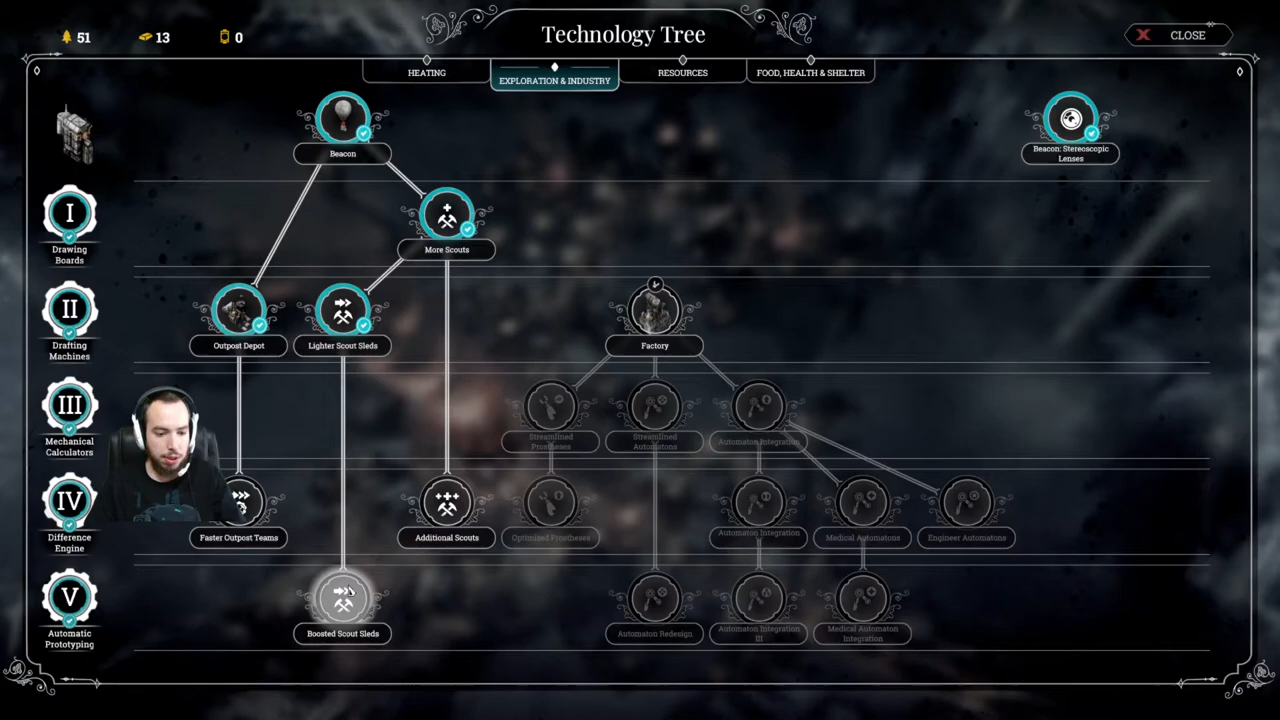 51
13
0
Technology Tree
CLOSE
HEATING
EXPLORATION & INDUSTRY
RESOURCES
FOOD, HEALTH & SHELTER
Beacon
Beacon: Stereoscopic
Lenses
I
Drawing
Boards
More Scouts
II
Drafting
Machines
Outpost Depot
Lighter Scout Sleds
Factory
III
Mechanical
Calculators
Streamlined
Prostheses
Streamlined
Automatons
Automaton Integration
IV
Difference
Engine
Faster Outpost Teams
Additional Scouts
Optimized Prostheses
Automaton Integration
Medical Automatons
Engineer Automatons
V
Automatic
Prototyping
Boosted Scout Sleds
Automaton Redesign
Automaton Integration
III
Medical Automaton
Integration